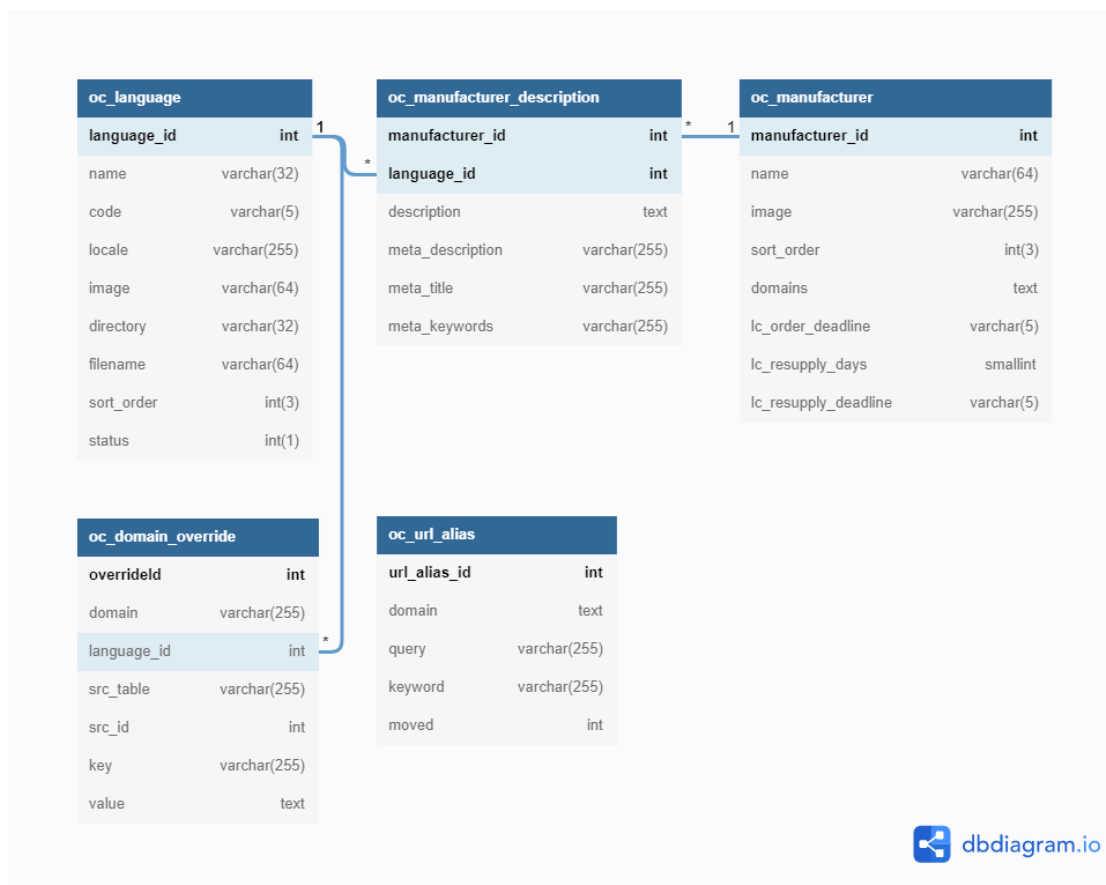 oc_language
language_id int
name varchar(32)
code varchar(5)
locale varchar(255)
image varchar(64)
directory varchar(32)
filename varchar(64)
sort_order int(3)
status int(1)
1
*
oc_manufacturer_description
manufacturer_id int
language_id int
description text
meta_description varchar(255)
meta_title varchar(255)
meta_keywords varchar(255)
* 1
oc_manufacturer
manufacturer_id int
name varchar(64)
image varchar(255)
sort_order int(3)
domains text
lc_order_deadline varchar(5)
lc_resupply_days smallint
lc_resupply_deadline varchar(5)
oc_domain_override
overrideId int
domain varchar(255)
language_id int
src_table varchar(255)
src_id int
key varchar(255)
value text
*
oc_url_alias
url_alias_id int
domain text
query varchar(255)
keyword varchar(255)
moved int
dbdiagram.io